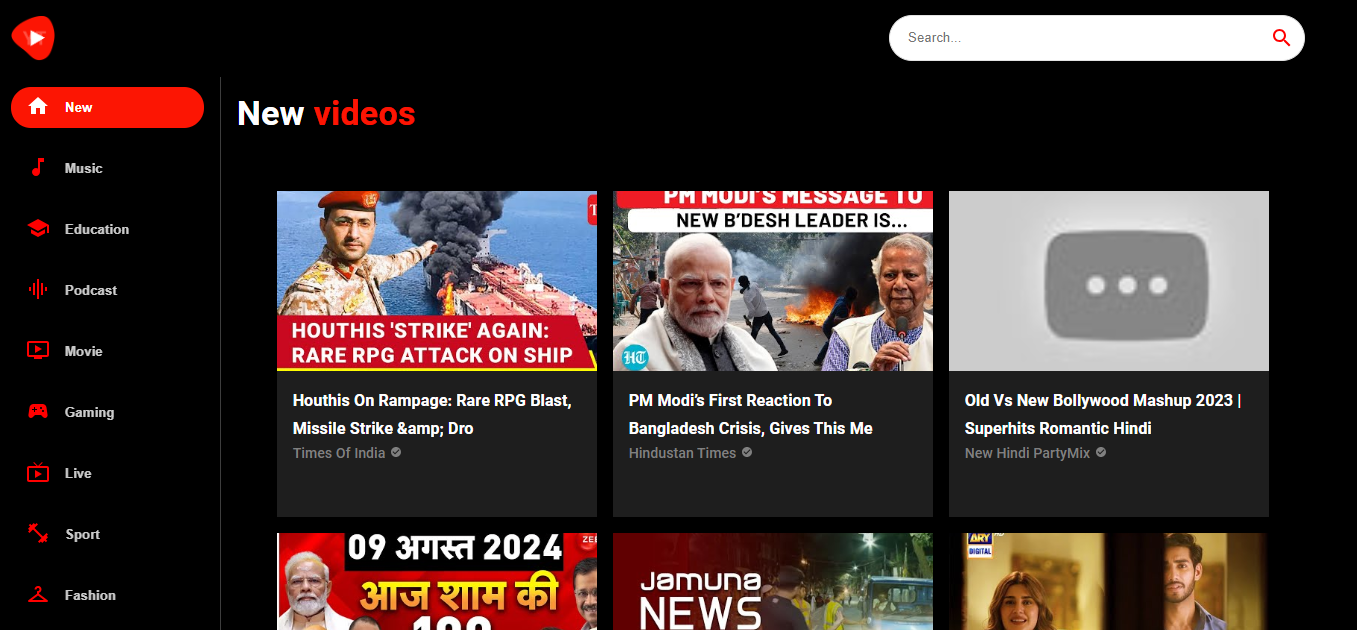 Search...
New
Music
Education
Podcast
Movie
Gaming
Live
Sport
Fashion
New videos
HOUTHIS 'STRIKE' AGAIN:
RARE RPG ATTACK ON SHIP
Houthis On Rampage: Rare RPG Blast,
Missile Strike &amp; Dro
Times Of India
PM MODI'S MESSAGE TO
NEW B'DESH LEADER IS...
HT
PM Modi's First Reaction To
Bangladesh Crisis, Gives This Me
Hindustan Times
Old Vs New Bollywood Mashup 2023 |
Superhits Romantic Hindi
New Hindi PartyMix
09 अगस्त 2024
आज शाम की
100
ZEE
Jamuna
NEWS
ARY
DIGITAL
HD